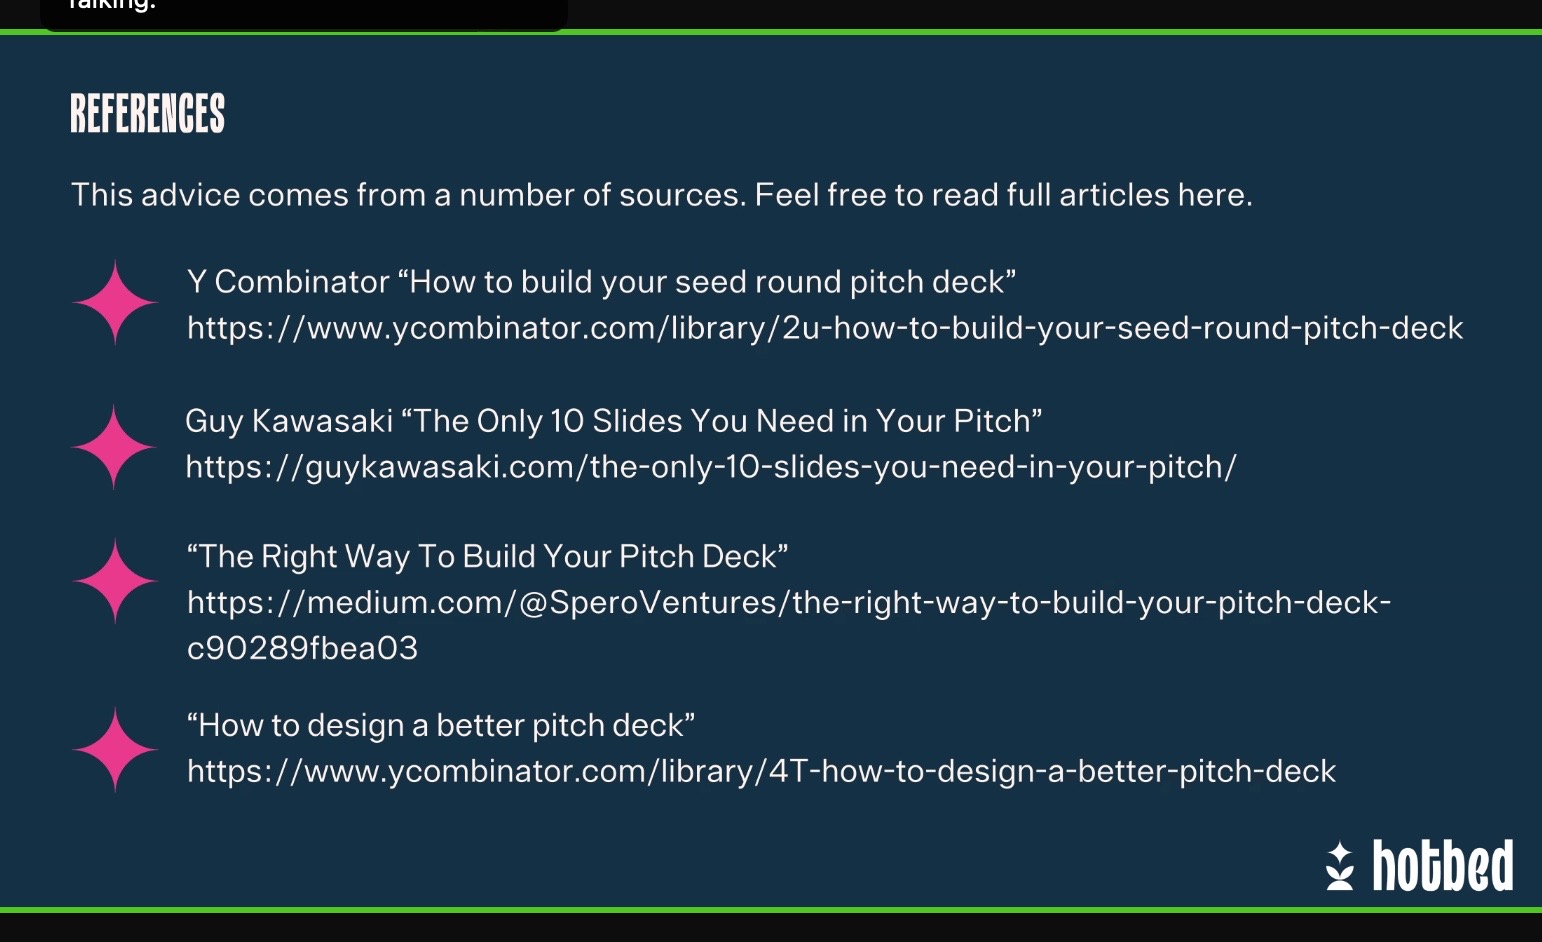 Talking:
REFERENCES
This advice comes from a number of sources. Feel free to read full articles here.
Y Combinator “How to build your seed round pitch deck”
https://www.ycombinator.com/library/2u-how-to-build-your-seed-round-pitch-deck
Guy Kawasaki “The Only 10 Slides You Need in Your Pitch”
https://guykawasaki.com/the-only-10-slides-you-need-in-your-pitch/
“The Right Way To Build Your Pitch Deck”
https://medium.com/@SperoVentures/the-right-way-to-build-your-pitch-deck-
c90289fbea03
“How to design a better pitch deck”
https://www.ycombinator.com/library/4T-how-to-design-a-better-pitch-deck
hotbed